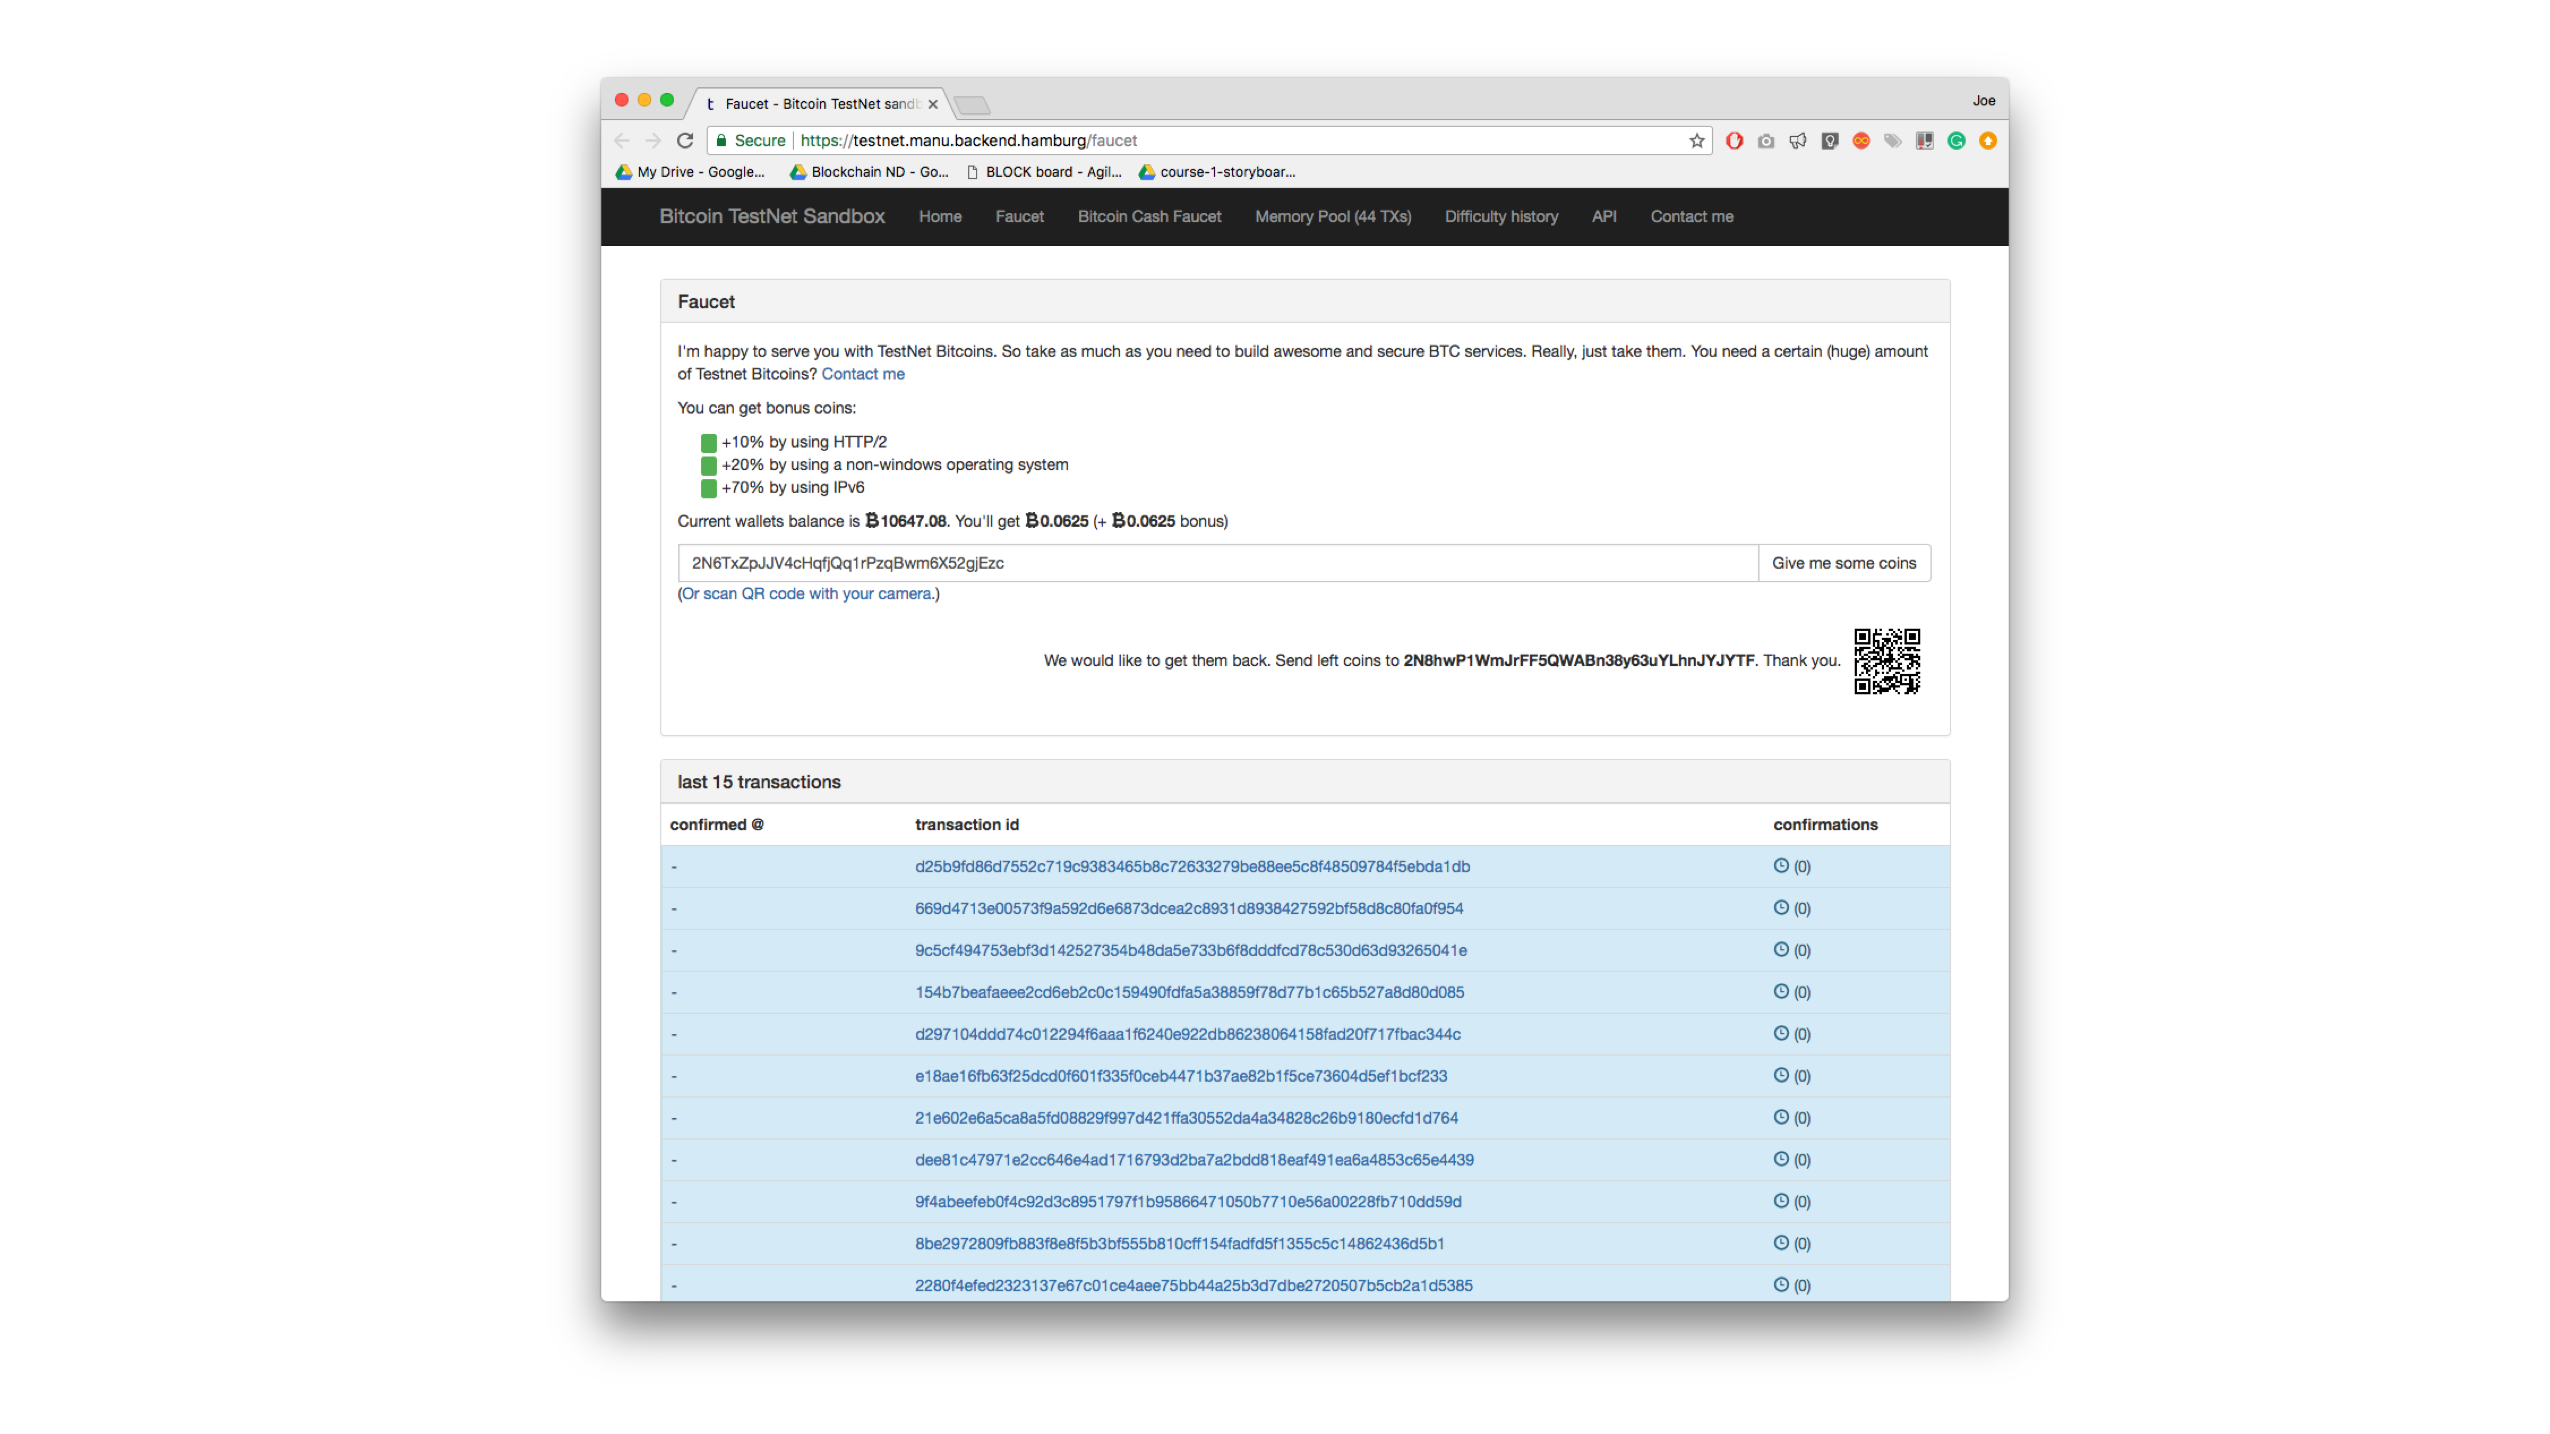 Faucet - Bitcoin TestNet sandb
Joe
Secure https://testnet.manu.backend.hamburg/faucet
My Drive - Google... Blockchain ND - Go... BLOCK board - Agil... course-1-storyboar...
Bitcoin TestNet Sandbox Home Faucet Bitcoin Cash Faucet Memory Pool (44 TXs) Difficulty history API Contact me
Faucet
I'm happy to serve you with TestNet Bitcoins. So take as much as you need to build awesome and secure BTC services. Really, just take them. You need a certain (huge) amount
of Testnet Bitcoins? Contact me
You can get bonus coins:
+10% by using HTTP/2
+20% by using a non-windows operating system
+70% by using IPv6
Current wallets balance is ₿10647.08. You'll get ₿0.0625 (+ ₿0.0625 bonus)
2N6TxZpJJV4cHqfjQq1rPzqBwm6X52gjEzc Give me some coins
(Or scan QR code with your camera.)
We would like to get them back. Send left coins to 2N8hwP1WmJrFF5QWABn38y63uYLhnJYJYTF. Thank you.
last 15 transactions
confirmed @ transaction id confirmations
- d25b9fd86d7552c719c9383465b8c72633279be88ee5c8f48509784f5ebda1db (0)
- 669d4713e00573f9a592d6e6873dcea2c8931d8938427592bf58d8c80fa0f954 (0)
- 9c5cf494753ebf3d142527354b48da5e733b6f8dddfcd78c530d63d93265041e (0)
- 154b7beafaeee2cd6eb2c0c159490fdfa5a38859f78d77b1c65b527a8d80d085 (0)
- d297104ddd74c012294f6aaa1f6240e922db86238064158fad20f717fbac344c (0)
- e18ae16fb63f25dcd0f601f335f0ceb4471b37ae82b1f5ce73604d5ef1bcf233 (0)
- 21e602e6a5ca8a5fd08829f997d421ffa30552da4a34828c26b9180ecfd1d764 (0)
- dee81c47971e2cc646e4ad1716793d2ba7a2bdd818eaf491ea6a4853c65e4439 (0)
- 9f4abeefeb0f4c92d3c8951797f1b95866471050b7710e56a00228fb710dd59d (0)
- 8be2972809fb883f8e8f5b3bf555b810cff154fadfd5f1355c5c14862436d5b1 (0)
- 2280f4efed2323137e67c01ce4aee75bb44a25b3d7dbe2720507b5cb2a1d5385 (0)